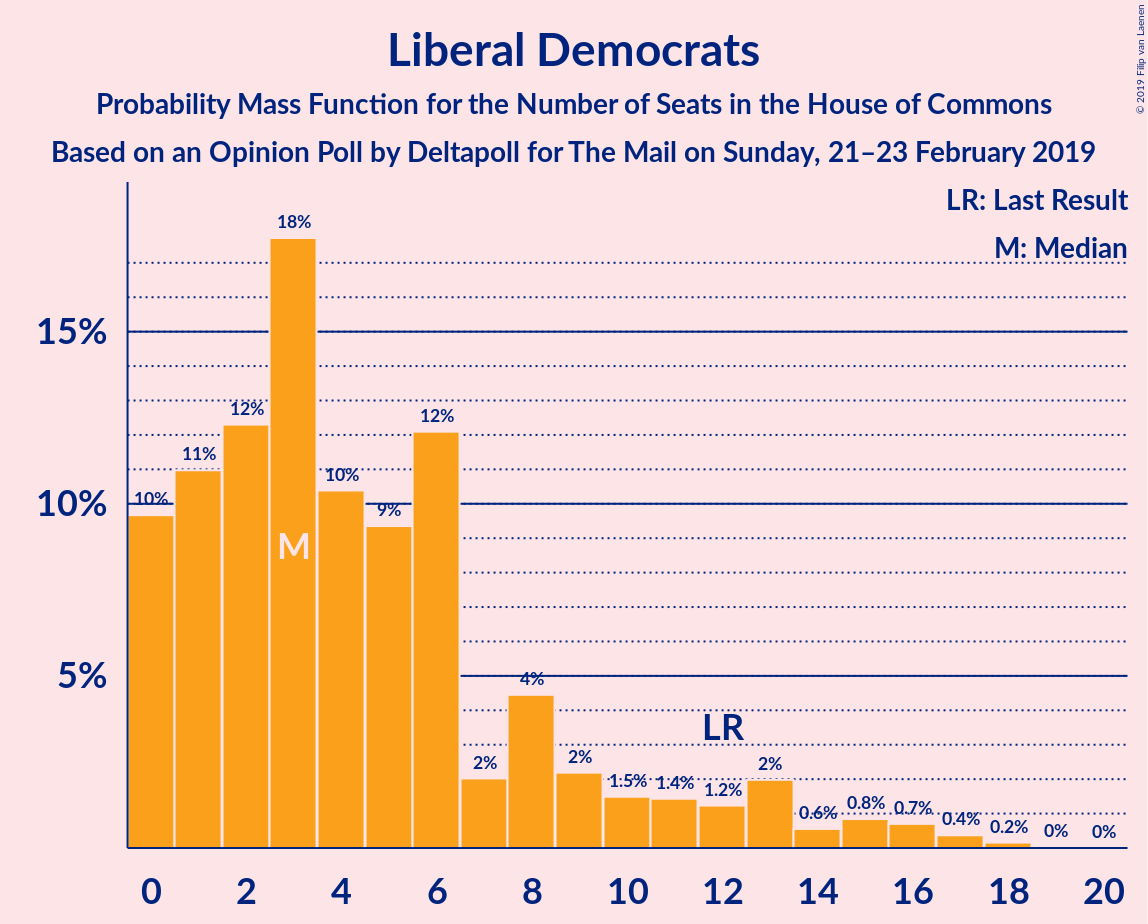 Liberal Democrats
Probability Mass Function for the Number of Seats in the House of Commons
Based on an Opinion Poll by Deltapoll for The Mail on Sunday, 21–23 February 2019
© 2019 Filip van Laenen
LR: Last Result
M: Median
15%
10%
5%
10%
11%
12%
18%
10%
9%
12%
2%
4%
2%
1.5%
1.4%
1.2%
2%
0.6%
0.8%
0.7%
0.4%
0.2%
0%
0%
M
LR
0 2 4 6 8 10 12 14 16 18 20